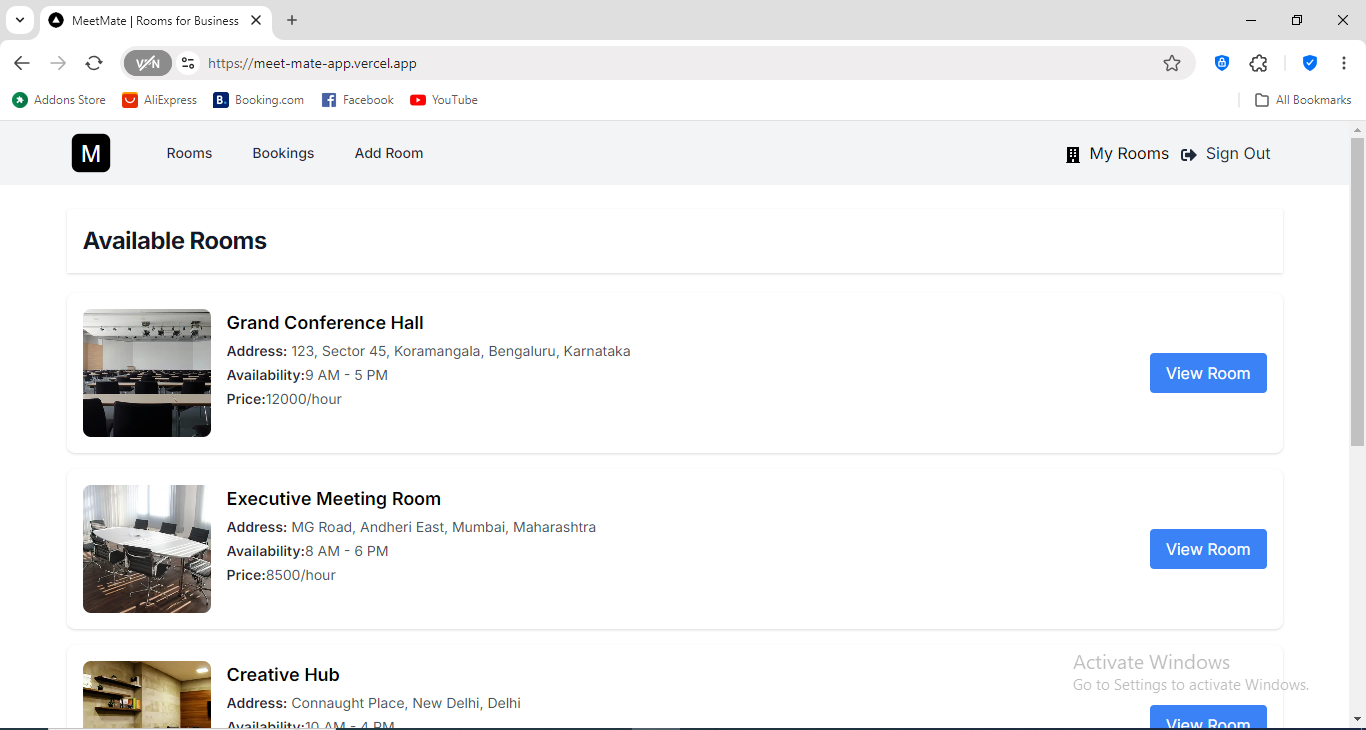 MeetMate | Rooms for Business
VPN
https://meet-mate-app.vercel.app
Addons Store
AliExpress
B.
Booking.com
Facebook
YouTube
All Bookmarks
M
Rooms
Bookings
Add Room
My Rooms
Sign Out
Available Rooms
Grand Conference Hall
Address: 123, Sector 45, Koramangala, Bengaluru, Karnataka
Availability:9 AM - 5 PM
Price:12000/hour
View Room
Executive Meeting Room
Address: MG Road, Andheri East, Mumbai, Maharashtra
Availability:8 AM - 6 PM
Price:8500/hour
View Room
Creative Hub
Address: Connaught Place, New Delhi, Delhi
Availability:10 AM - 4 PM
View Room
Activate Windows
Go to Settings to activate Windows.